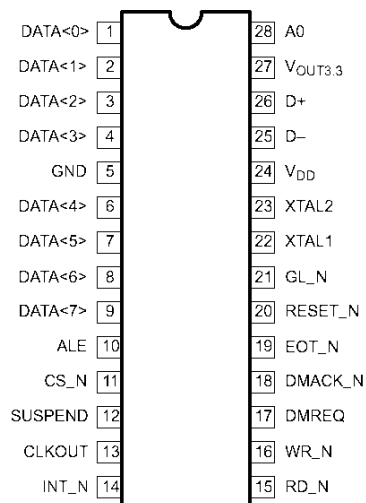 DATA<0> 1 28 A0
DATA<1> 2 27 VOUT3.3
DATA<2> 3 26 D+
DATA<3> 4 25 D–
GND 5 24 VDD
DATA<4> 6 23 XTAL2
DATA<5> 7 22 XTAL1
DATA<6> 8 21 GL_N
DATA<7> 9 20 RESET_N
ALE 10 19 EOT_N
CS_N 11 18 DMACK_N
SUSPEND 12 17 DMREQ
CLKOUT 13 16 WR_N
INT_N 14 15 RD_N